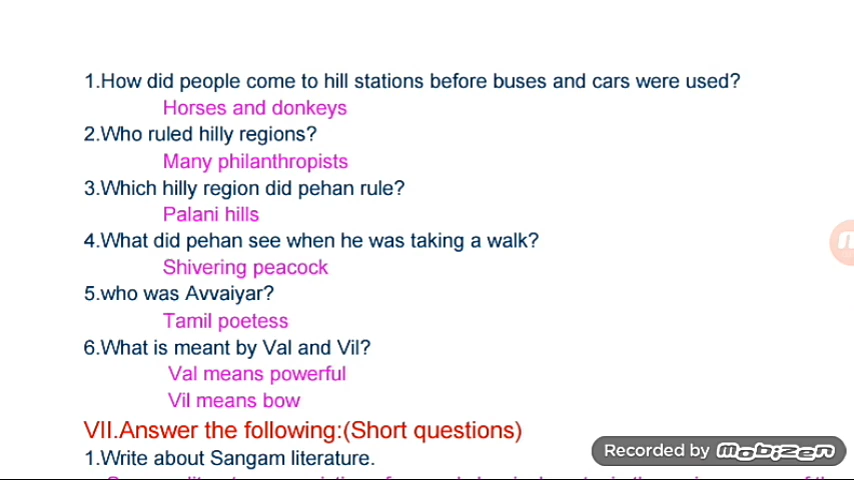 1.How did people come to hill stations before buses and cars were used?
Horses and donkeys
2.Who ruled hilly regions?
Many philanthropists
3.Which hilly region did pehan rule?
Palani hills
4.What did pehan see when he was taking a walk?
Shivering peacock
5.who was Avvaiyar?
Tamil poetess
6.What is meant by Val and Vil?
Val means powerful
Vil means bow
VII.Answer the following:(Short questions)
1.Write about Sangam literature.
Recorded by mobizen